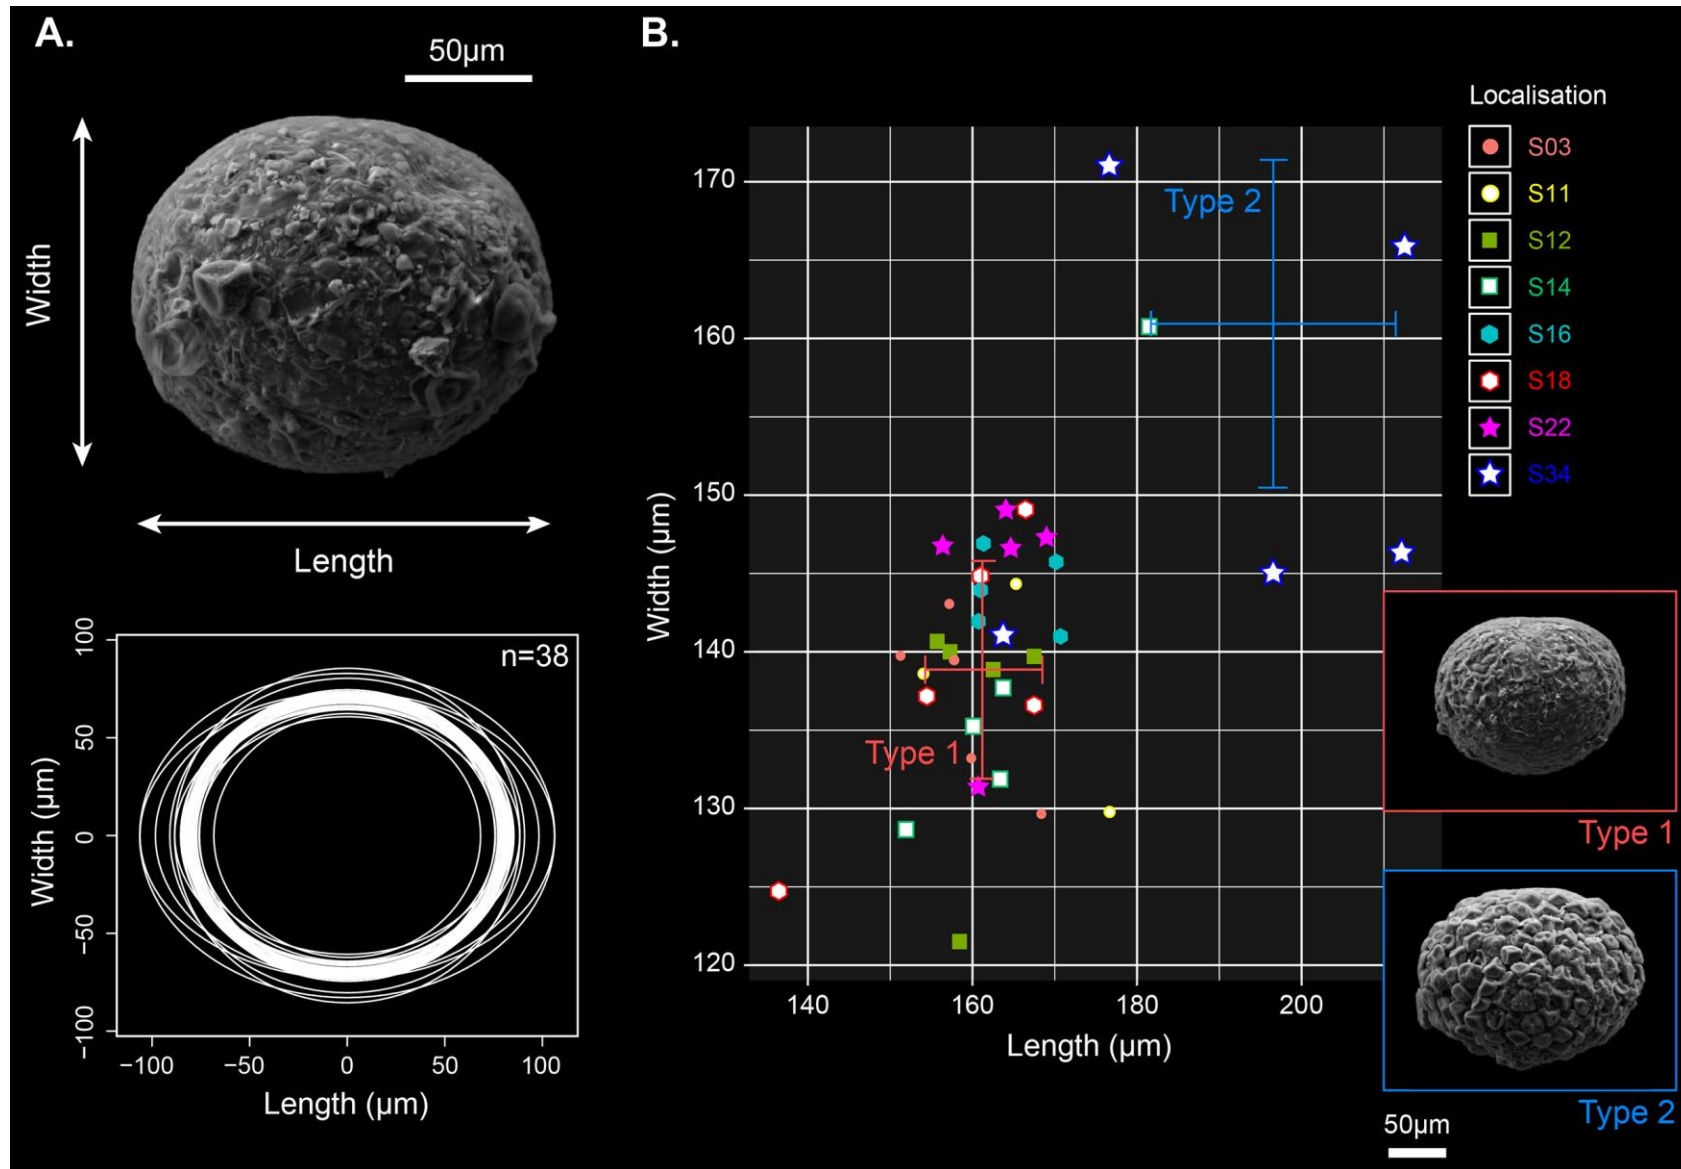 A.
50µm
Width
Length
n=38
100
50
0
−50
−100
Width (µm)
−100
−50
0
50
100
Length (µm)
B.
Localisation
S03
S11
S12
S14
S16
S18
S22
S34
170
160
150
140
130
120
Width (µm)
Type 2
Type 1
140
160
180
200
Length (µm)
Type 1
Type 2
50µm